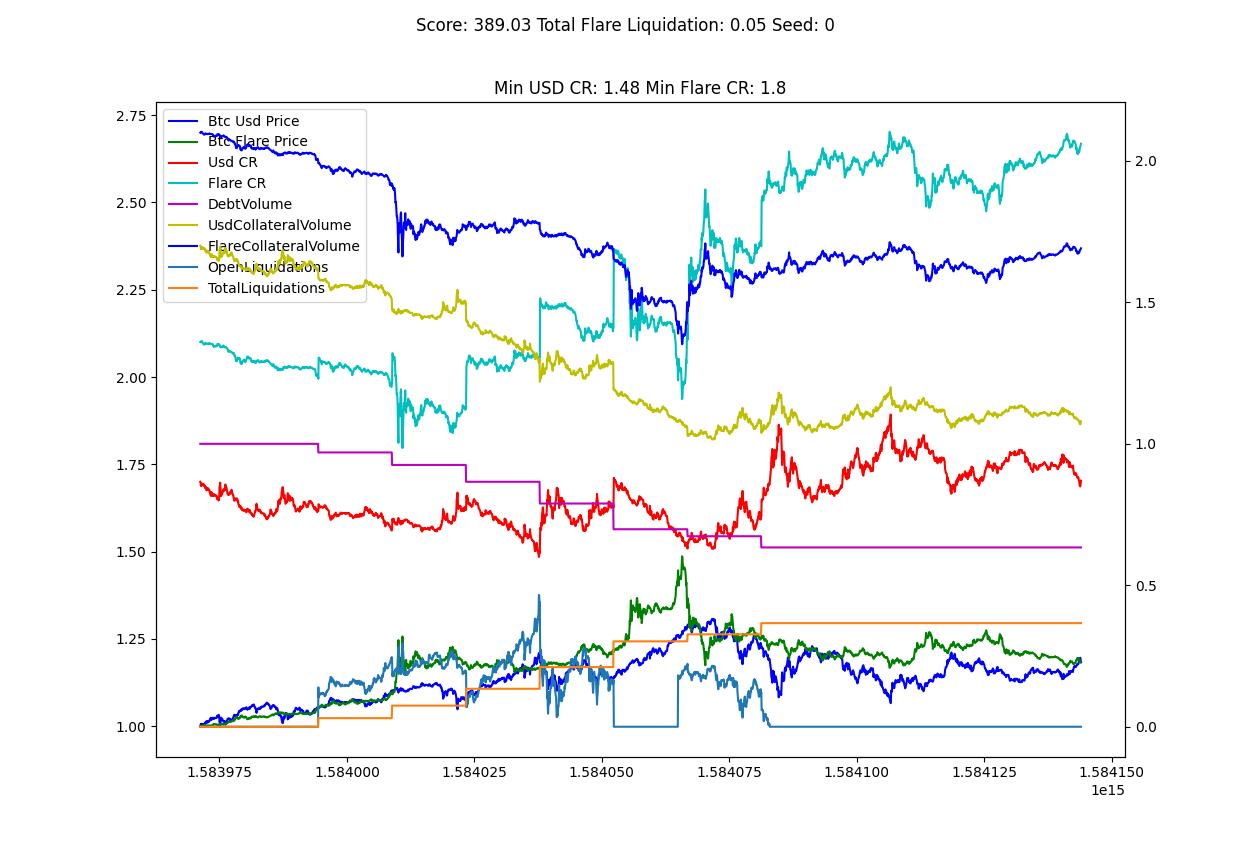 Score: 389.03 Total Flare Liquidation: 0.05 Seed: 0
Min USD CR: 1.48 Min Flare CR: 1.8
Btc Usd Price
Btc Flare Price
Usd CR
Flare CR
DebtVolume
UsdCollateralVolume
FlareCollateralVolume
OpenLiquidations
TotalLiquidations
2.75
2.50
2.25
2.00
1.75
1.50
1.25
1.00
2.0
1.5
1.0
0.5
0.0
1.583975 1.584000 1.584025 1.584050 1.584075 1.584100 1.584125 1.584150
1e15